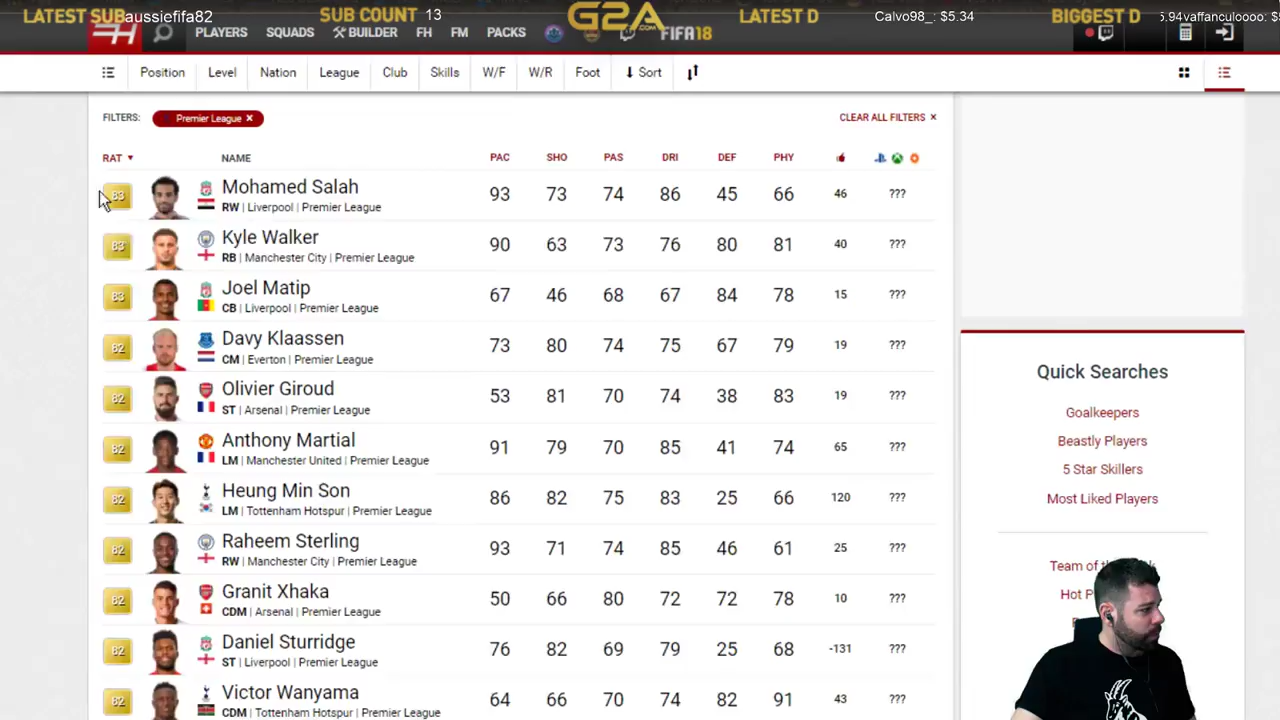 LATEST SUB aussiefifa82 SUB COUNT 13 G2A.COM LATEST D Calvo98_: $5.34 BIGGEST D 5.94vaffanculoooo: $
PLAYERS SQUADS BUILDER FH FM PACKS FIFA18
Position Level Nation League Club Skills W/F W/R Foot Sort
FILTERS: Premier League × CLEAR ALL FILTERS ×
RAT NAME PAC SHO PAS DRI DEF PHY
83 Mohamed Salah 93 73 74 86 45 66 46 ???
RW | Liverpool | Premier League
83 Kyle Walker 90 63 73 76 80 81 40 ???
RB | Manchester City | Premier League
83 Joel Matip 67 46 68 67 84 78 15 ???
CB | Liverpool | Premier League
82 Davy Klaassen 73 80 74 75 67 79 19 ???
CM | Everton | Premier League
82 Olivier Giroud 53 81 70 74 38 83 19 ???
ST | Arsenal | Premier League
82 Anthony Martial 91 79 70 85 41 74 65 ???
LM | Manchester United | Premier League
82 Heung Min Son 86 82 75 83 25 66 120 ???
LM | Tottenham Hotspur | Premier League
82 Raheem Sterling 93 71 74 85 46 61 25 ???
RW | Manchester City | Premier League
82 Granit Xhaka 50 66 80 72 72 78 10 ???
CDM | Arsenal | Premier League
82 Daniel Sturridge 76 82 69 79 25 68 -131 ???
ST | Liverpool | Premier League
82 Victor Wanyama 64 66 70 74 82 91 43 ???
CDM | Tottenham Hotspur | Premier League
Quick Searches
Goalkeepers
Beastly Players
5 Star Skillers
Most Liked Players
Team of
Hot